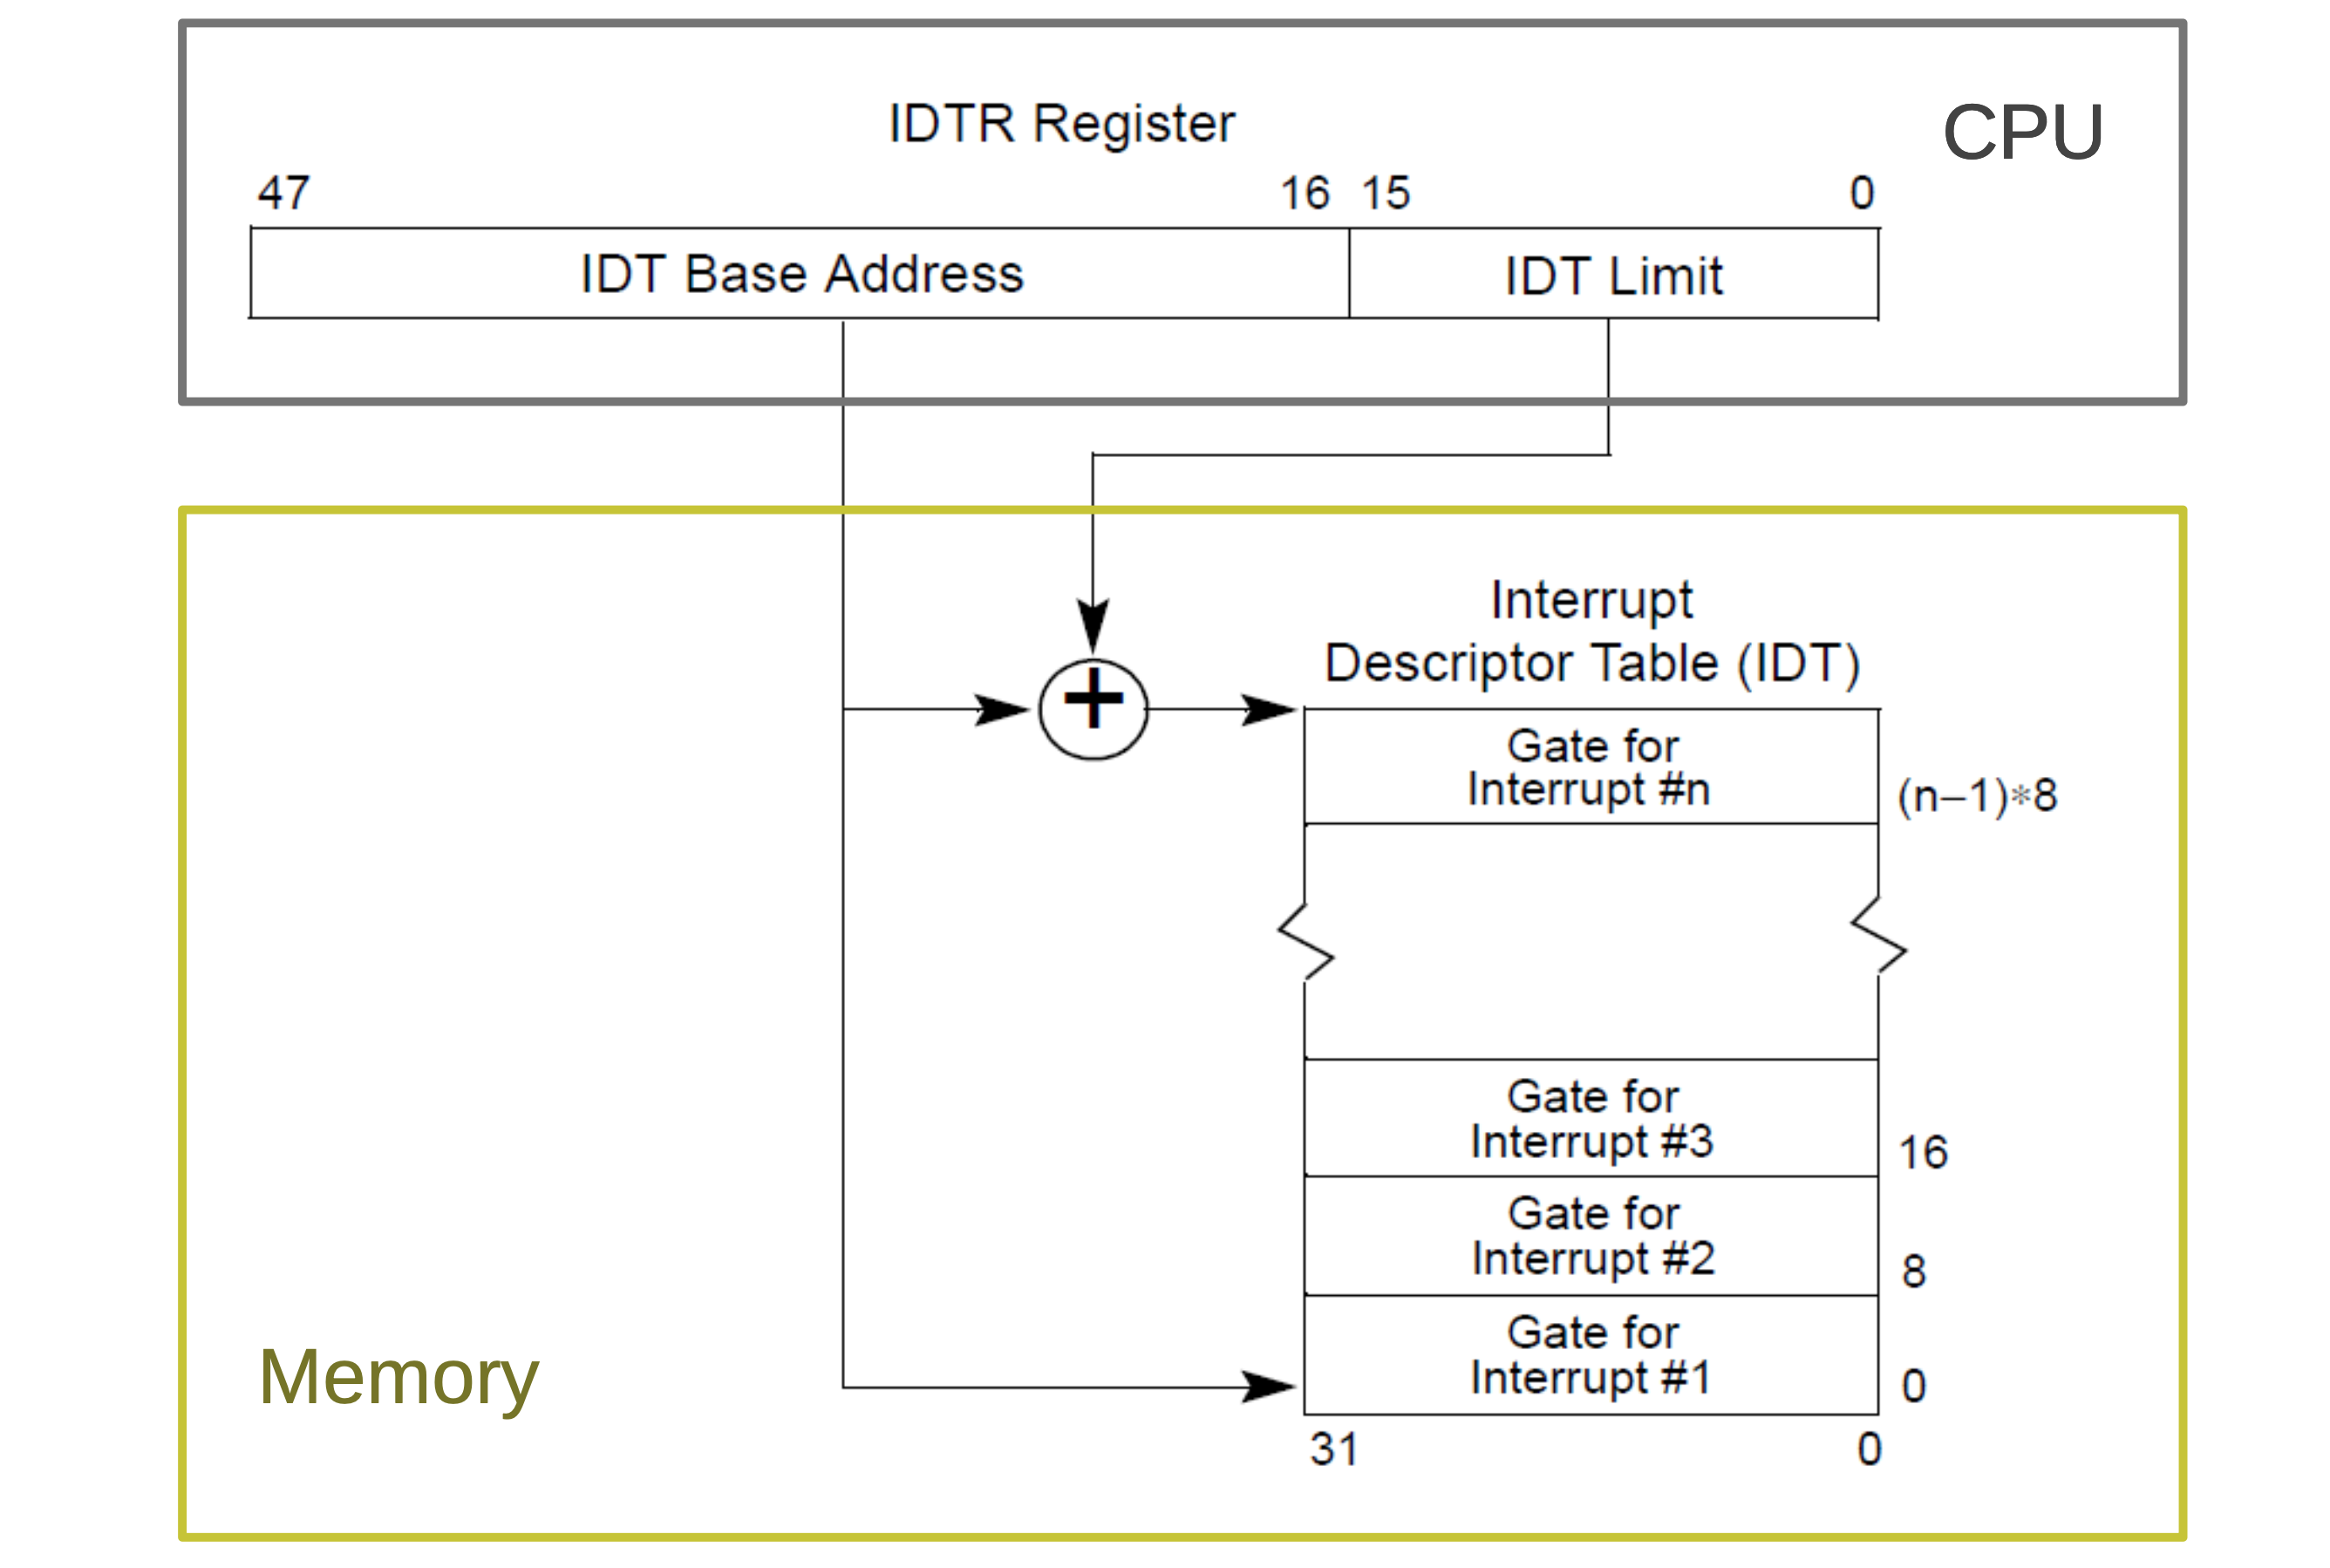 IDTR Register
CPU
47 16 15 0
IDT Base Address IDT Limit
+
Interrupt
Descriptor Table (IDT)
Gate for
Interrupt #n
(n–1)*8
Gate for
Interrupt #3
16
Gate for
Interrupt #2
8
Gate for
Interrupt #1
0
31 0
Memory